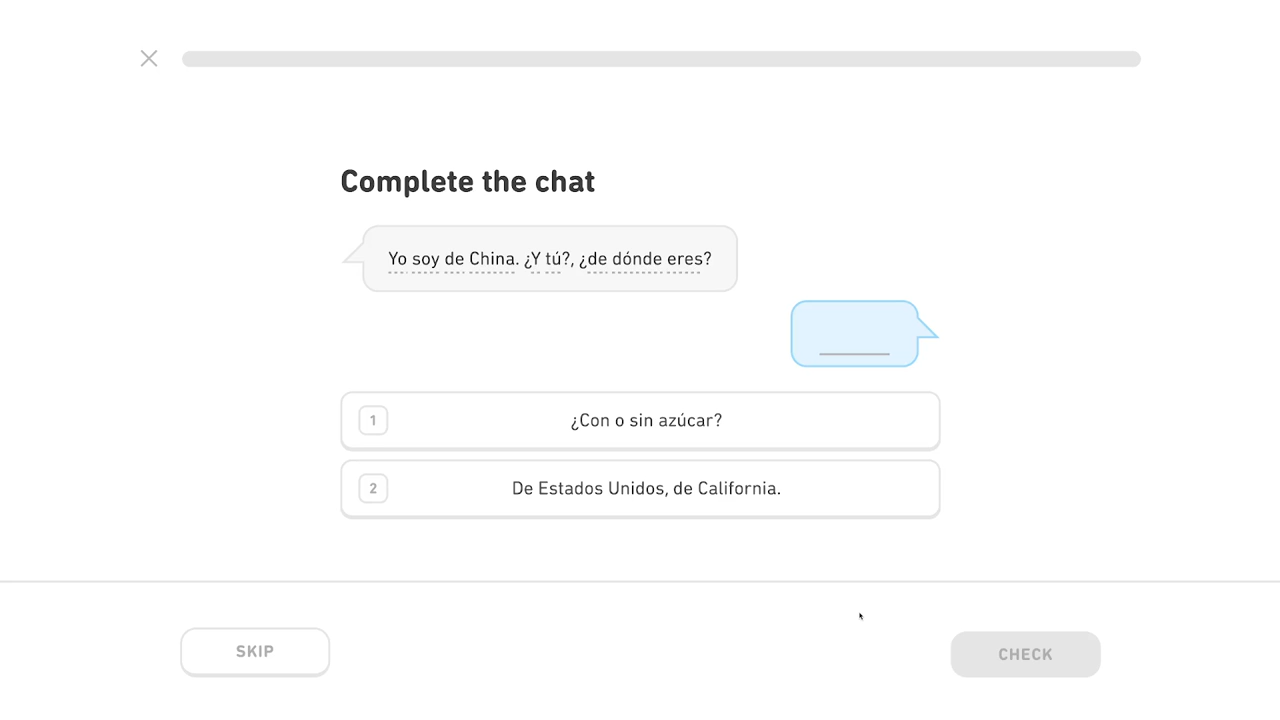 Complete the chat
Yo soy de China. ¿Y tú?, ¿de dónde eres?
1 ¿Con o sin azúcar?
2 De Estados Unidos, de California.
SKIP
CHECK